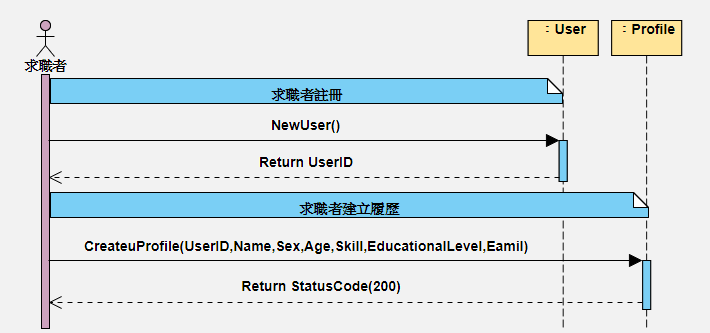 : User
: Profile
求職者
求職者註冊
NewUser()
Return UserID
求職者建立履歷
CreateuProfile(UserID,Name,Sex,Age,Skill,EducationalLevel,Eamil)
Return StatusCode(200)